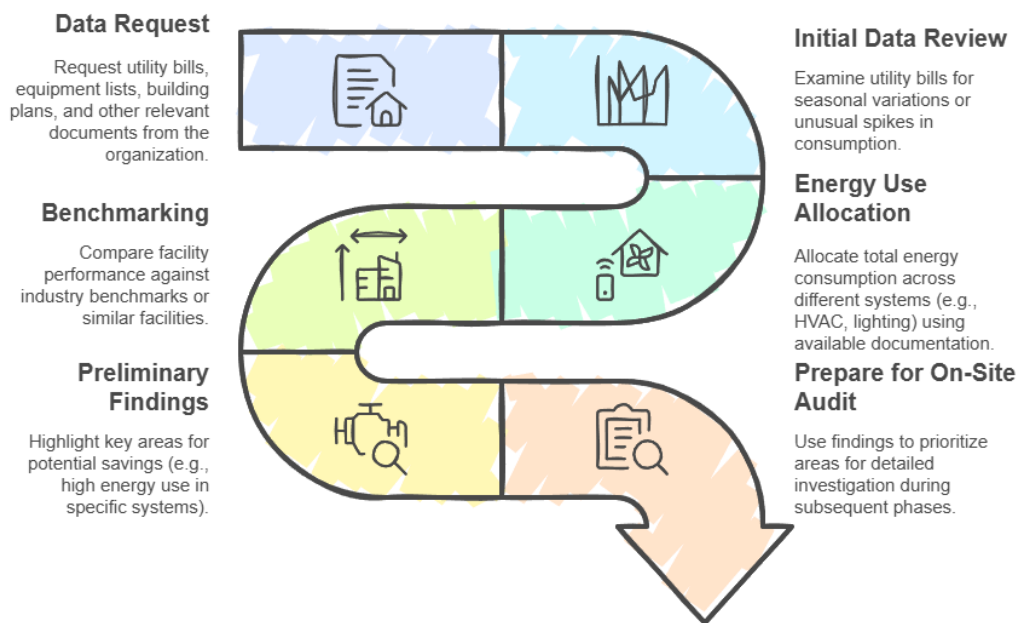 Data Request
Request utility bills,
equipment lists, building
plans, and other relevant
documents from the
organization.
Initial Data Review
Examine utility bills for
seasonal variations or
unusual spikes in
consumption.
Energy Use
Allocation
Allocate total energy
consumption across
different systems (e.g.,
HVAC, lighting) using
available documentation.
Benchmarking
Compare facility
performance against
industry benchmarks or
similar facilities.
Preliminary
Findings
Highlight key areas for
potential savings (e.g.,
high energy use in
specific systems).
Prepare for On-Site
Audit
Use findings to prioritize
areas for detailed
investigation during
subsequent phases.